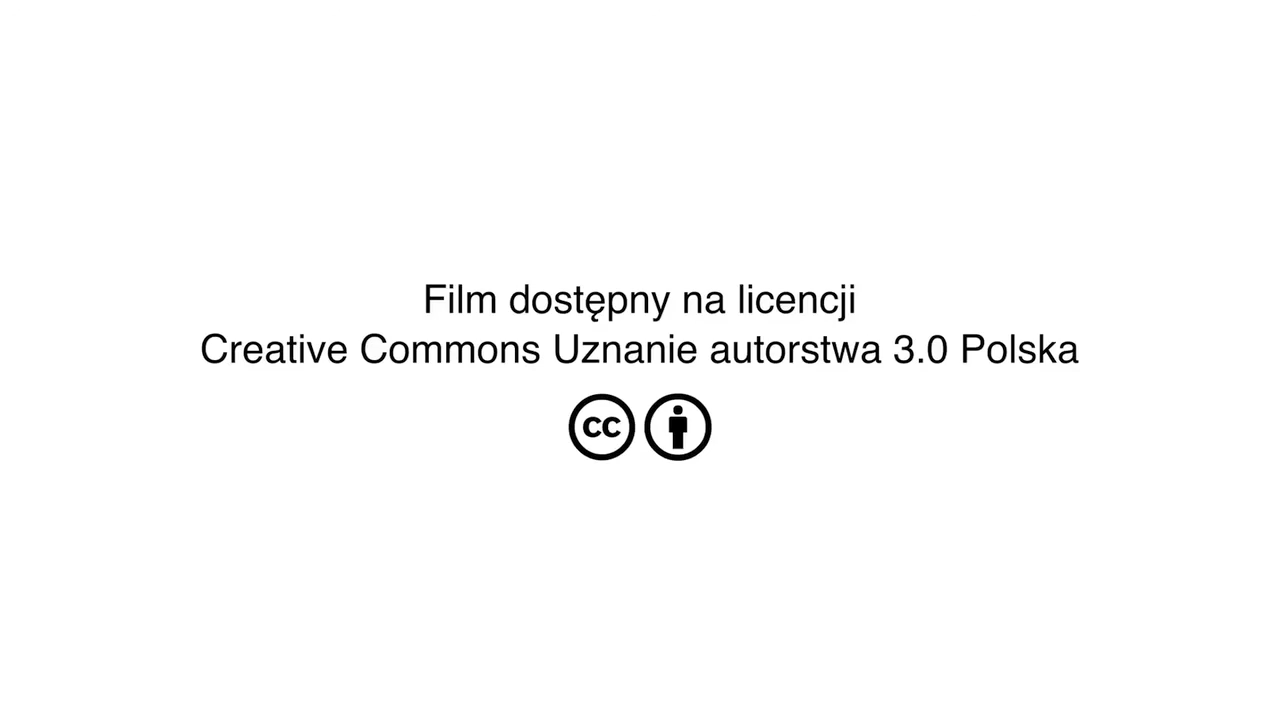 Film dostępny na licencji
Creative Commons Uznanie autorstwa 3.0 Polska
cc